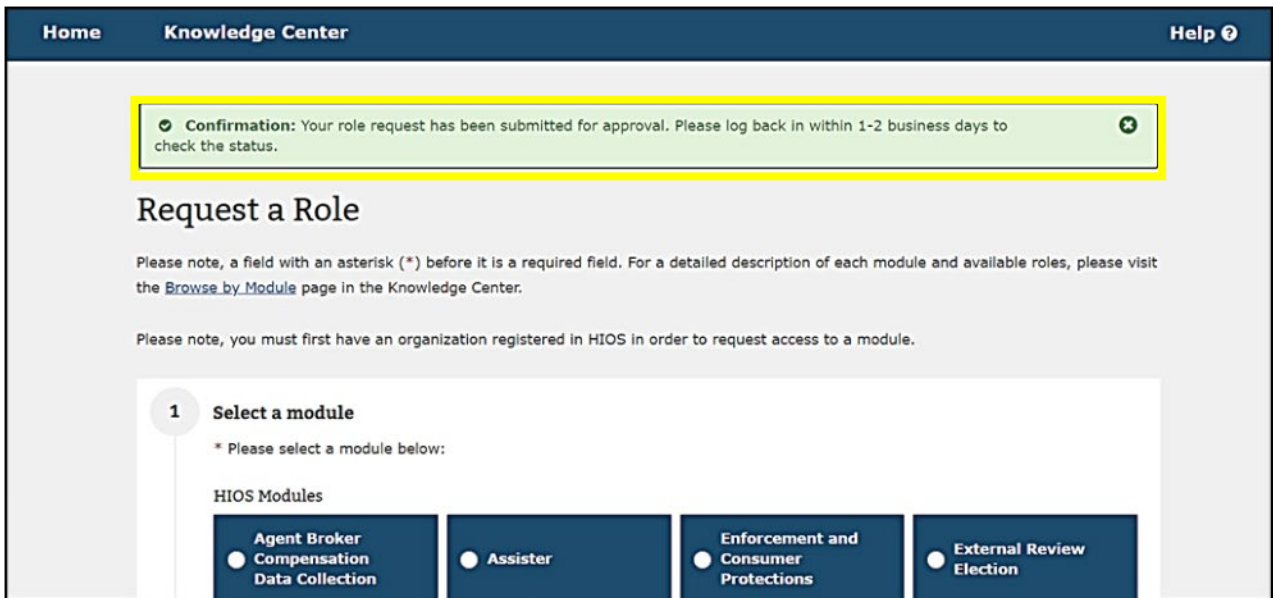 Home Knowledge Center Help
Confirmation: Your role request has been submitted for approval. Please log back in within 1-2 business days to
check the status.
Request a Role
Please note, a field with an asterisk (*) before it is a required field. For a detailed description of each module and available roles, please visit
the Browse by Module page in the Knowledge Center.
Please note, you must first have an organization registered in HIOS in order to request access to a module.
1 Select a module
* Please select a module below:
HIOS Modules
Agent Broker
Compensation
Data Collection
Assister
Enforcement and
Consumer
Protections
External Review
Election